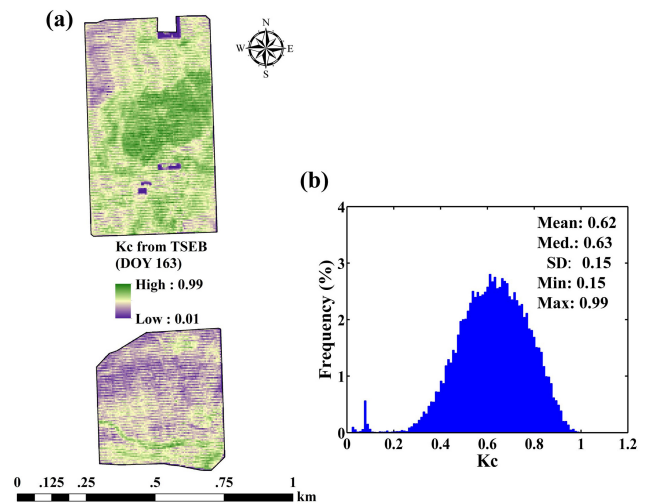 (a)
N
W E
S
Kc from TSEB
(DOY 163)
High : 0.99
Low : 0.01
0 .125 .25 .5 .75 1
km
(b)
Mean: 0.62
Med.: 0.63
SD: 0.15
Min: 0.15
Max: 0.99
Frequency (%)
4
3
2
1
0
0 0.2 0.4 0.6 0.8 1 1.2
Kc